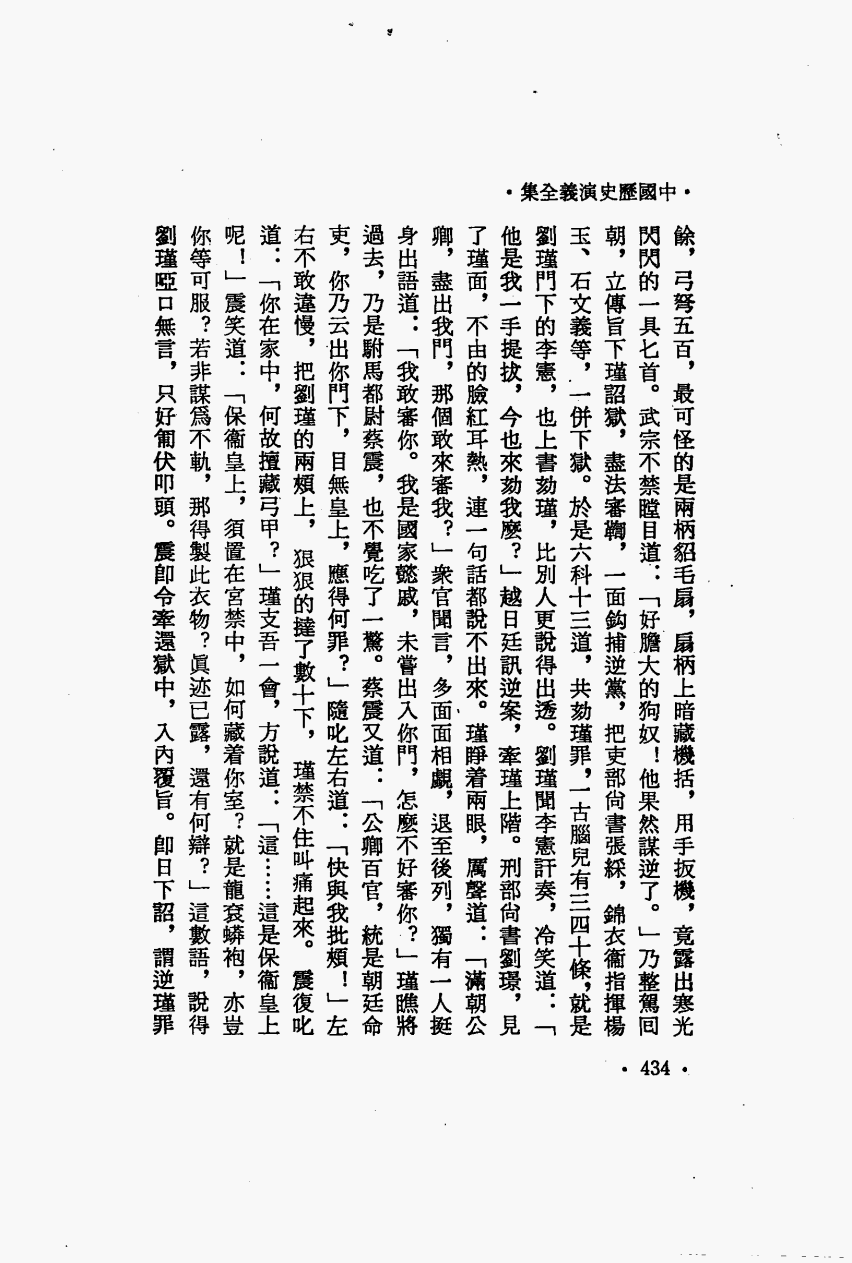 ·中國歷史演義全集·
餘，弓弩五百，最可怪的是兩柄貂毛扇，扇柄上暗藏機括，用手扳機，竟露出寒光
閃閃的一具匕首。武宗不禁瞠目道：「好膽大的狗奴！他果然謀逆了。」乃整駕回
朝，立傳旨下瑾詔獄，盡法審鞫，一面鈎捕逆黨，把吏部尚書張綵，錦衣衞指揮楊
玉、石文義等，一併下獄。於是六科十三道，共劾瑾罪，一古腦兒有三四十條，就是
劉瑾門下的李憲，也上書劾瑾，比別人更說得出透。劉瑾聞李憲訐奏，冷笑道：「
他是我一手提拔，今也來劾我麼？」越日廷訊逆案，牽瑾上階。刑部尚書劉璟，見
了瑾面，不由的臉紅耳熱，連一句話都說不出來。瑾睜着兩眼，厲聲道：「滿朝公
卿，盡出我門，那個敢來審我？」衆官聞言，多面面相覷，退至後列，獨有一人挺
身出語道：「我敢審你。我是國家懿戚，未嘗出入你門，怎麼不好審你？」瑾瞧將
過去，乃是駙馬都尉蔡震，也不覺吃了一驚。蔡震又道：「公卿百官，統是朝廷命
吏，你乃云出你門下，目無皇上，應得何罪？」隨叱左右道：「快與我批頰！」左
右不敢違慢，把劉瑾的兩頰上，狠狠的撻了數十下，瑾禁不住叫痛起來。震復叱
道：「你在家中，何故擅藏弓甲？」瑾支吾一會，方說道：「這……這是保衞皇上
呢！」震笑道：「保衞皇上，須置在宮禁中，如何藏着你室？就是龍袞蟒袍，亦豈
你等可服？若非謀爲不軌，那得製此衣物？眞迹已露，還有何辯？」這數語，說得
劉瑾啞口無言，只好匍伏叩頭。震卽令牽還獄中，入內覆旨。卽日下詔，謂逆瑾罪
·434·